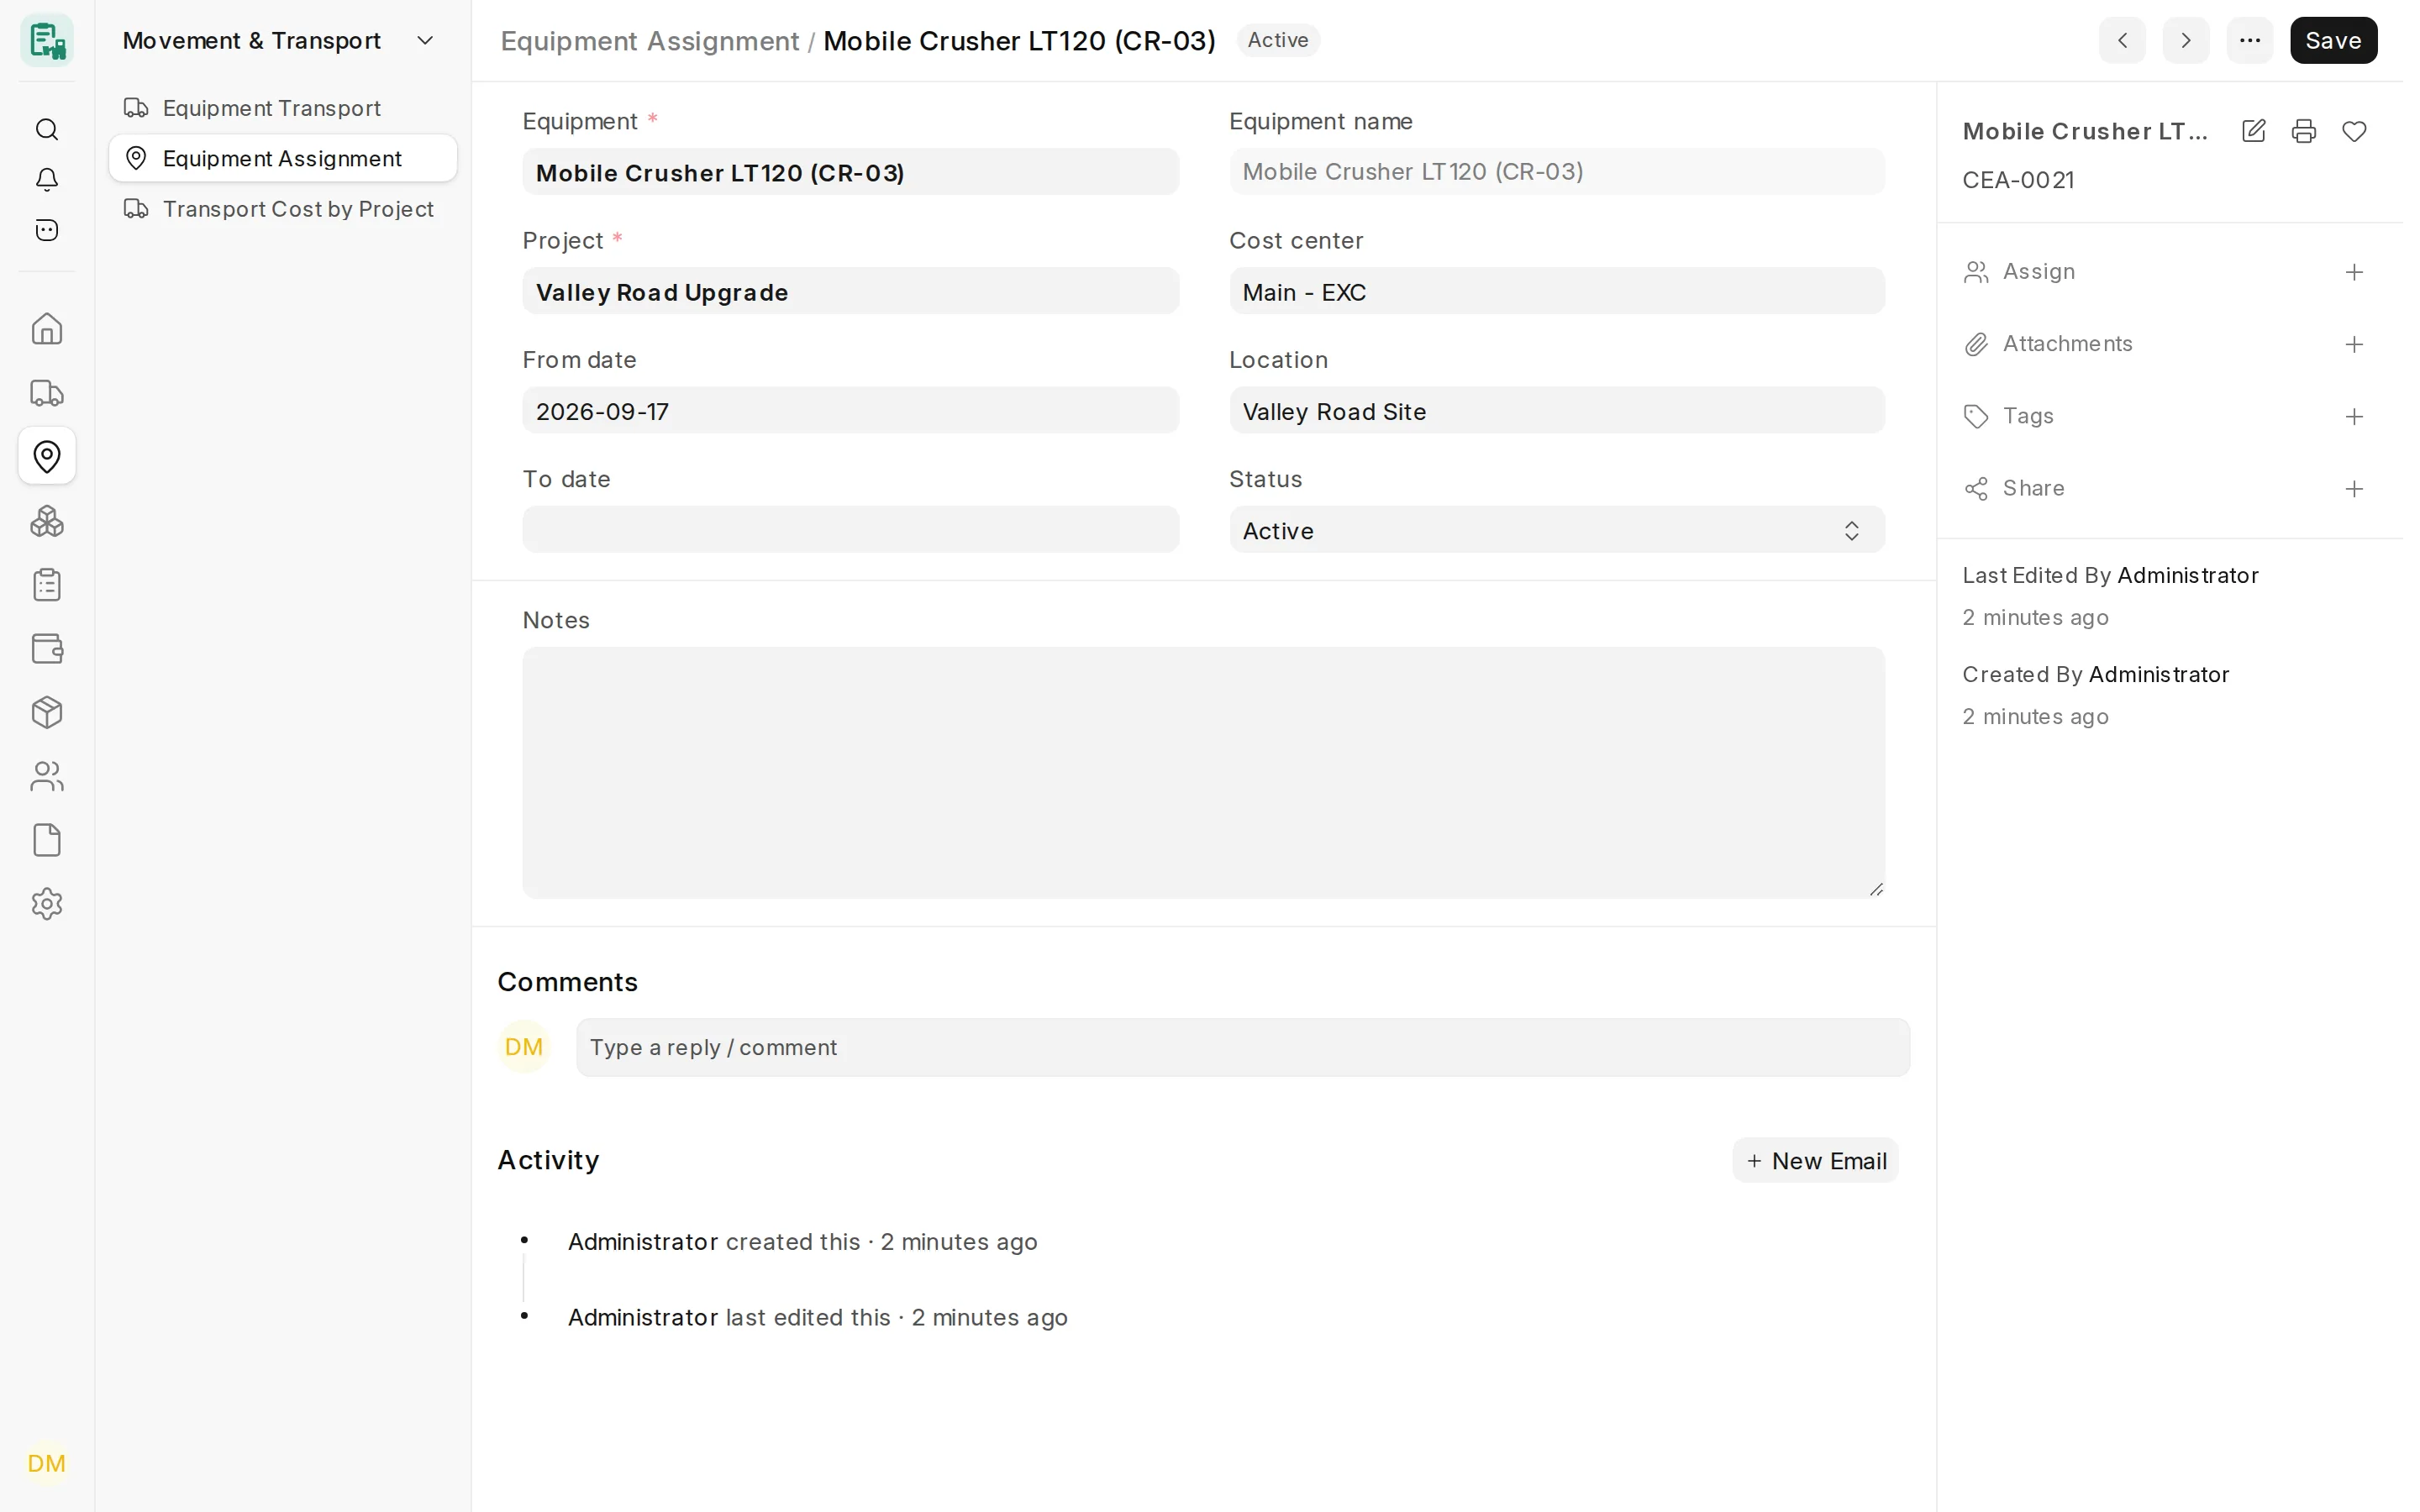 Movement & Transport
Equipment Transport
Equipment Assignment
Transport Cost by Project
DM
Equipment Assignment / Mobile Crusher LT120 (CR-03) Active
Save
Equipment *
Mobile Crusher LT120 (CR-03)
Equipment name
Mobile Crusher LT120 (CR-03)
Project *
Valley Road Upgrade
Cost center
Main - EXC
From date
2026-09-17
Location
Valley Road Site
To date
Status
Active
Notes
Comments
DM
Type a reply / comment
Activity
New Email
Administrator created this · 2 minutes ago
Administrator last edited this · 2 minutes ago
Mobile Crusher LT...
CEA-0021
Assign
Attachments
Tags
Share
Last Edited By Administrator
2 minutes ago
Created By Administrator
2 minutes ago